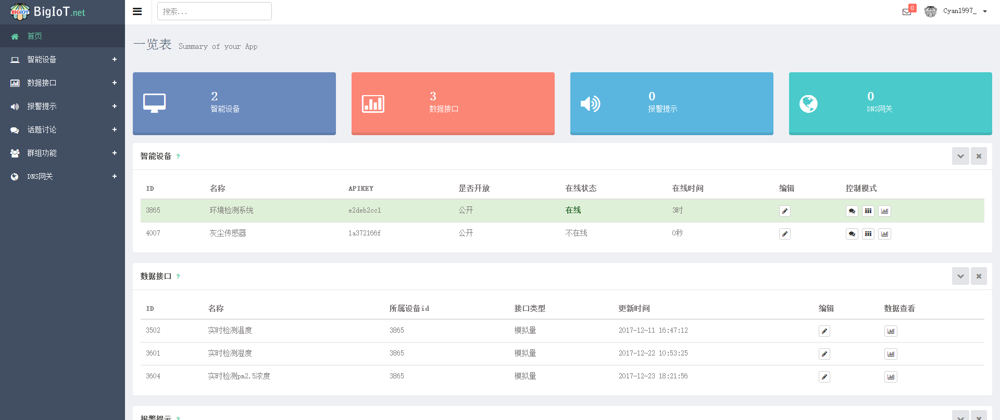 BIGIOT BigIoT.net
搜索...
0
Cyan1997_
首页
智能设备
数据接口
报警提示
话题讨论
群组功能
DNS网关
一览表 Summary of your App
2
智能设备
3
数据接口
0
报警提示
0
DNS网关
智能设备 ?
ID 名称 APIKEY 是否开放 在线状态 在线时间 编辑 控制模式
3865 环境检测系统 e2deb2cc1 公开 在线 3时
4007 灰尘传感器 1a372166f 公开 不在线 0秒
数据接口 ?
ID 名称 所属设备id 接口类型 更新时间 编辑 数据查看
3502 实时检测温度 3865 模拟量 2017-12-11 16:47:12
3601 实时检测湿度 3865 模拟量 2017-12-22 10:53:25
3604 实时检测pm2.5浓度 3865 模拟量 2017-12-23 18:21:56
报警提示 ?